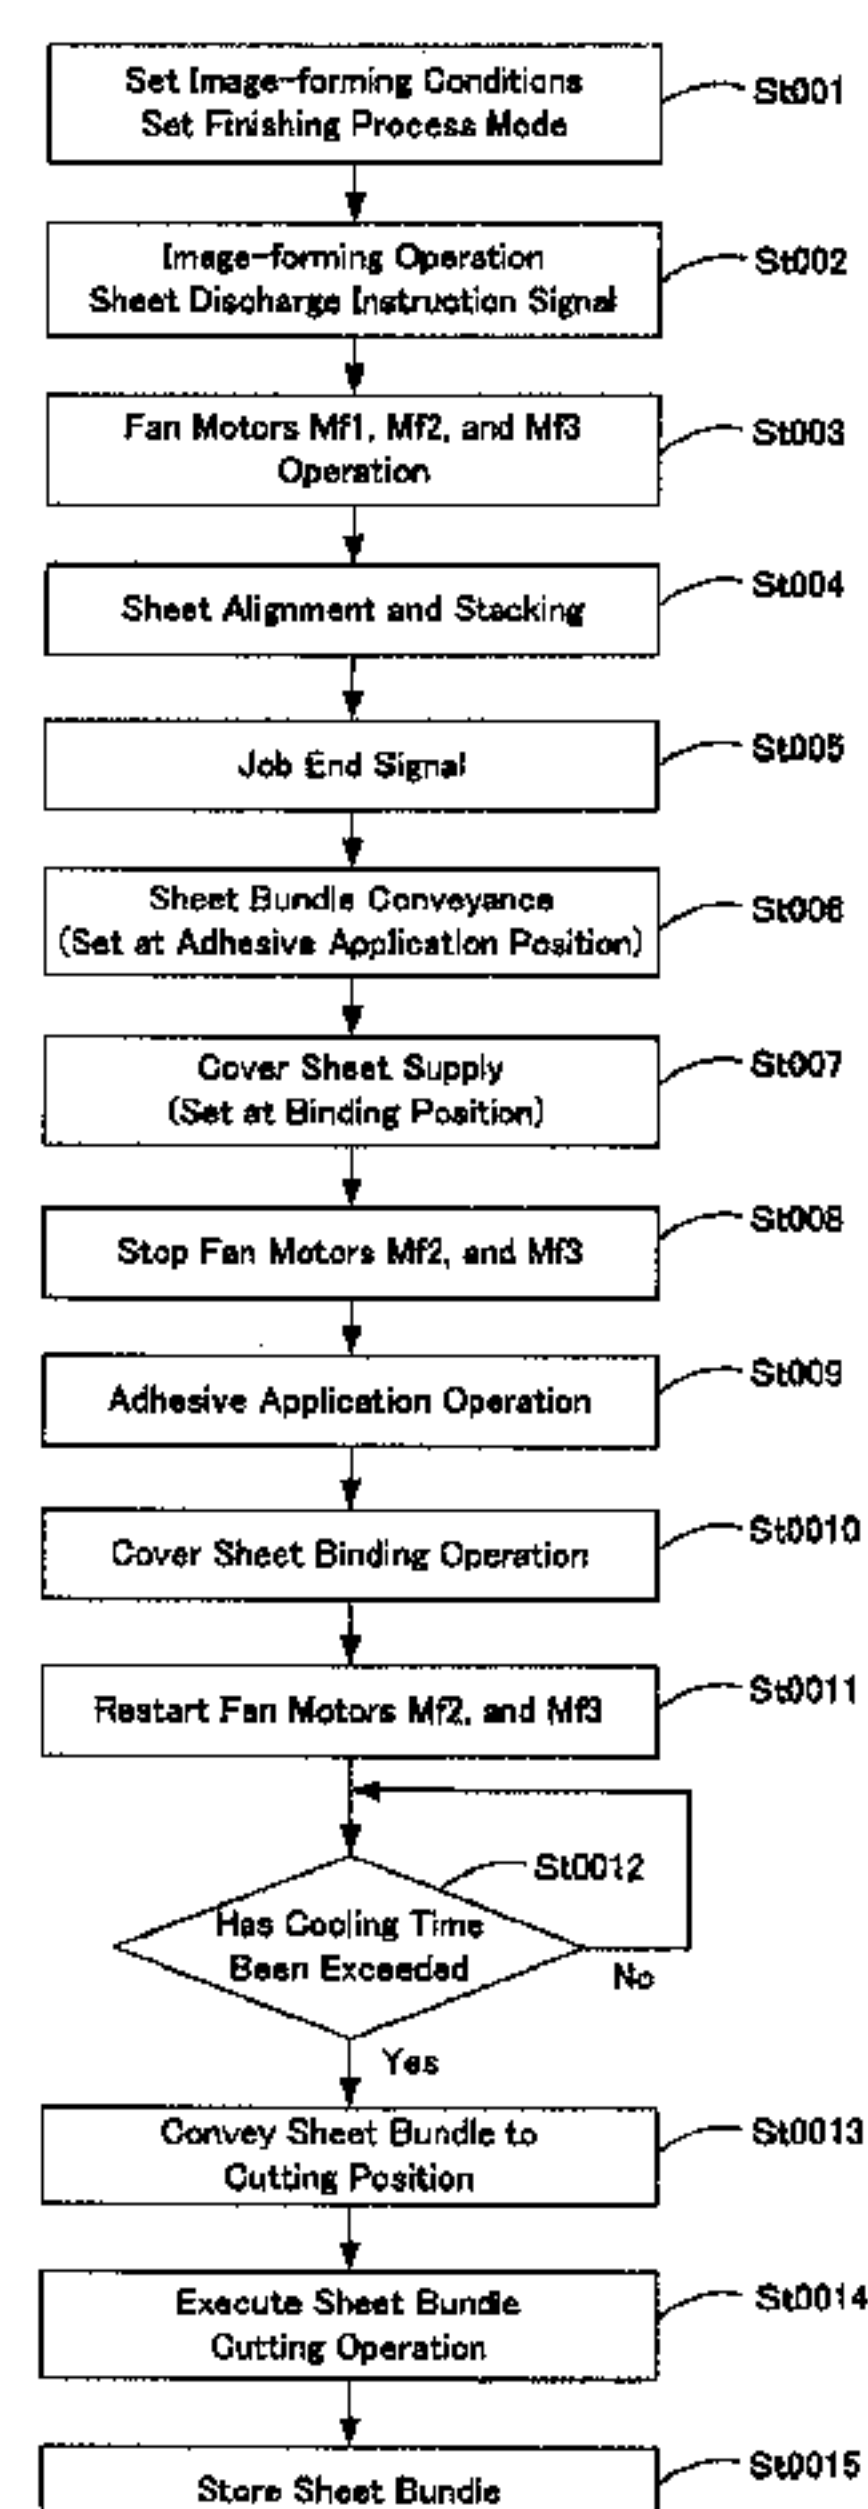 Set Image-forming Conditions
Set Finishing Process Mode
St001
Image-forming Operation
Sheet Discharge Instruction Signal
St002
Fan Motors Mf1, Mf2, and Mf3
Operation
St003
Sheet Alignment and Stacking
St004
Job End Signal
St005
Sheet Bundle Conveyance
(Set at Adhesive Application Position)
St006
Cover Sheet Supply
(Set at Binding Position)
St007
Stop Fan Motors Mf2, and Mf3
St008
Adhesive Application Operation
St009
Cover Sheet Binding Operation
St0010
Restart Fan Motors Mf2, and Mf3
St0011
St0012
Has Cooling Time
Been Exceeded
No
Yes
Convey Sheet Bundle to
Cutting Position
St0013
Execute Sheet Bundle
Cutting Operation
St0014
Store Sheet Bundle
St0015